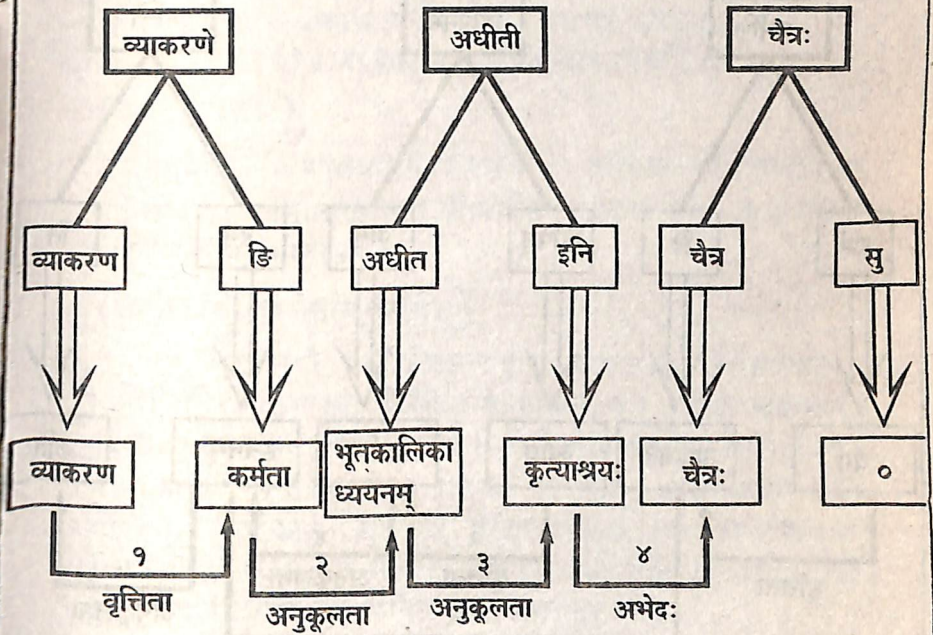 व्याकरणे
अधीती
चैत्रः
व्याकरण
ङि
अधीत
इनि
चैत्र
सु
व्याकरण
कर्मता
भूतकालिका
ध्ययनम्
कृत्याश्रयः
चैत्रः
०
१
वृत्तिता
२
अनुकूलता
३
अनुकूलता
४
अभेदः